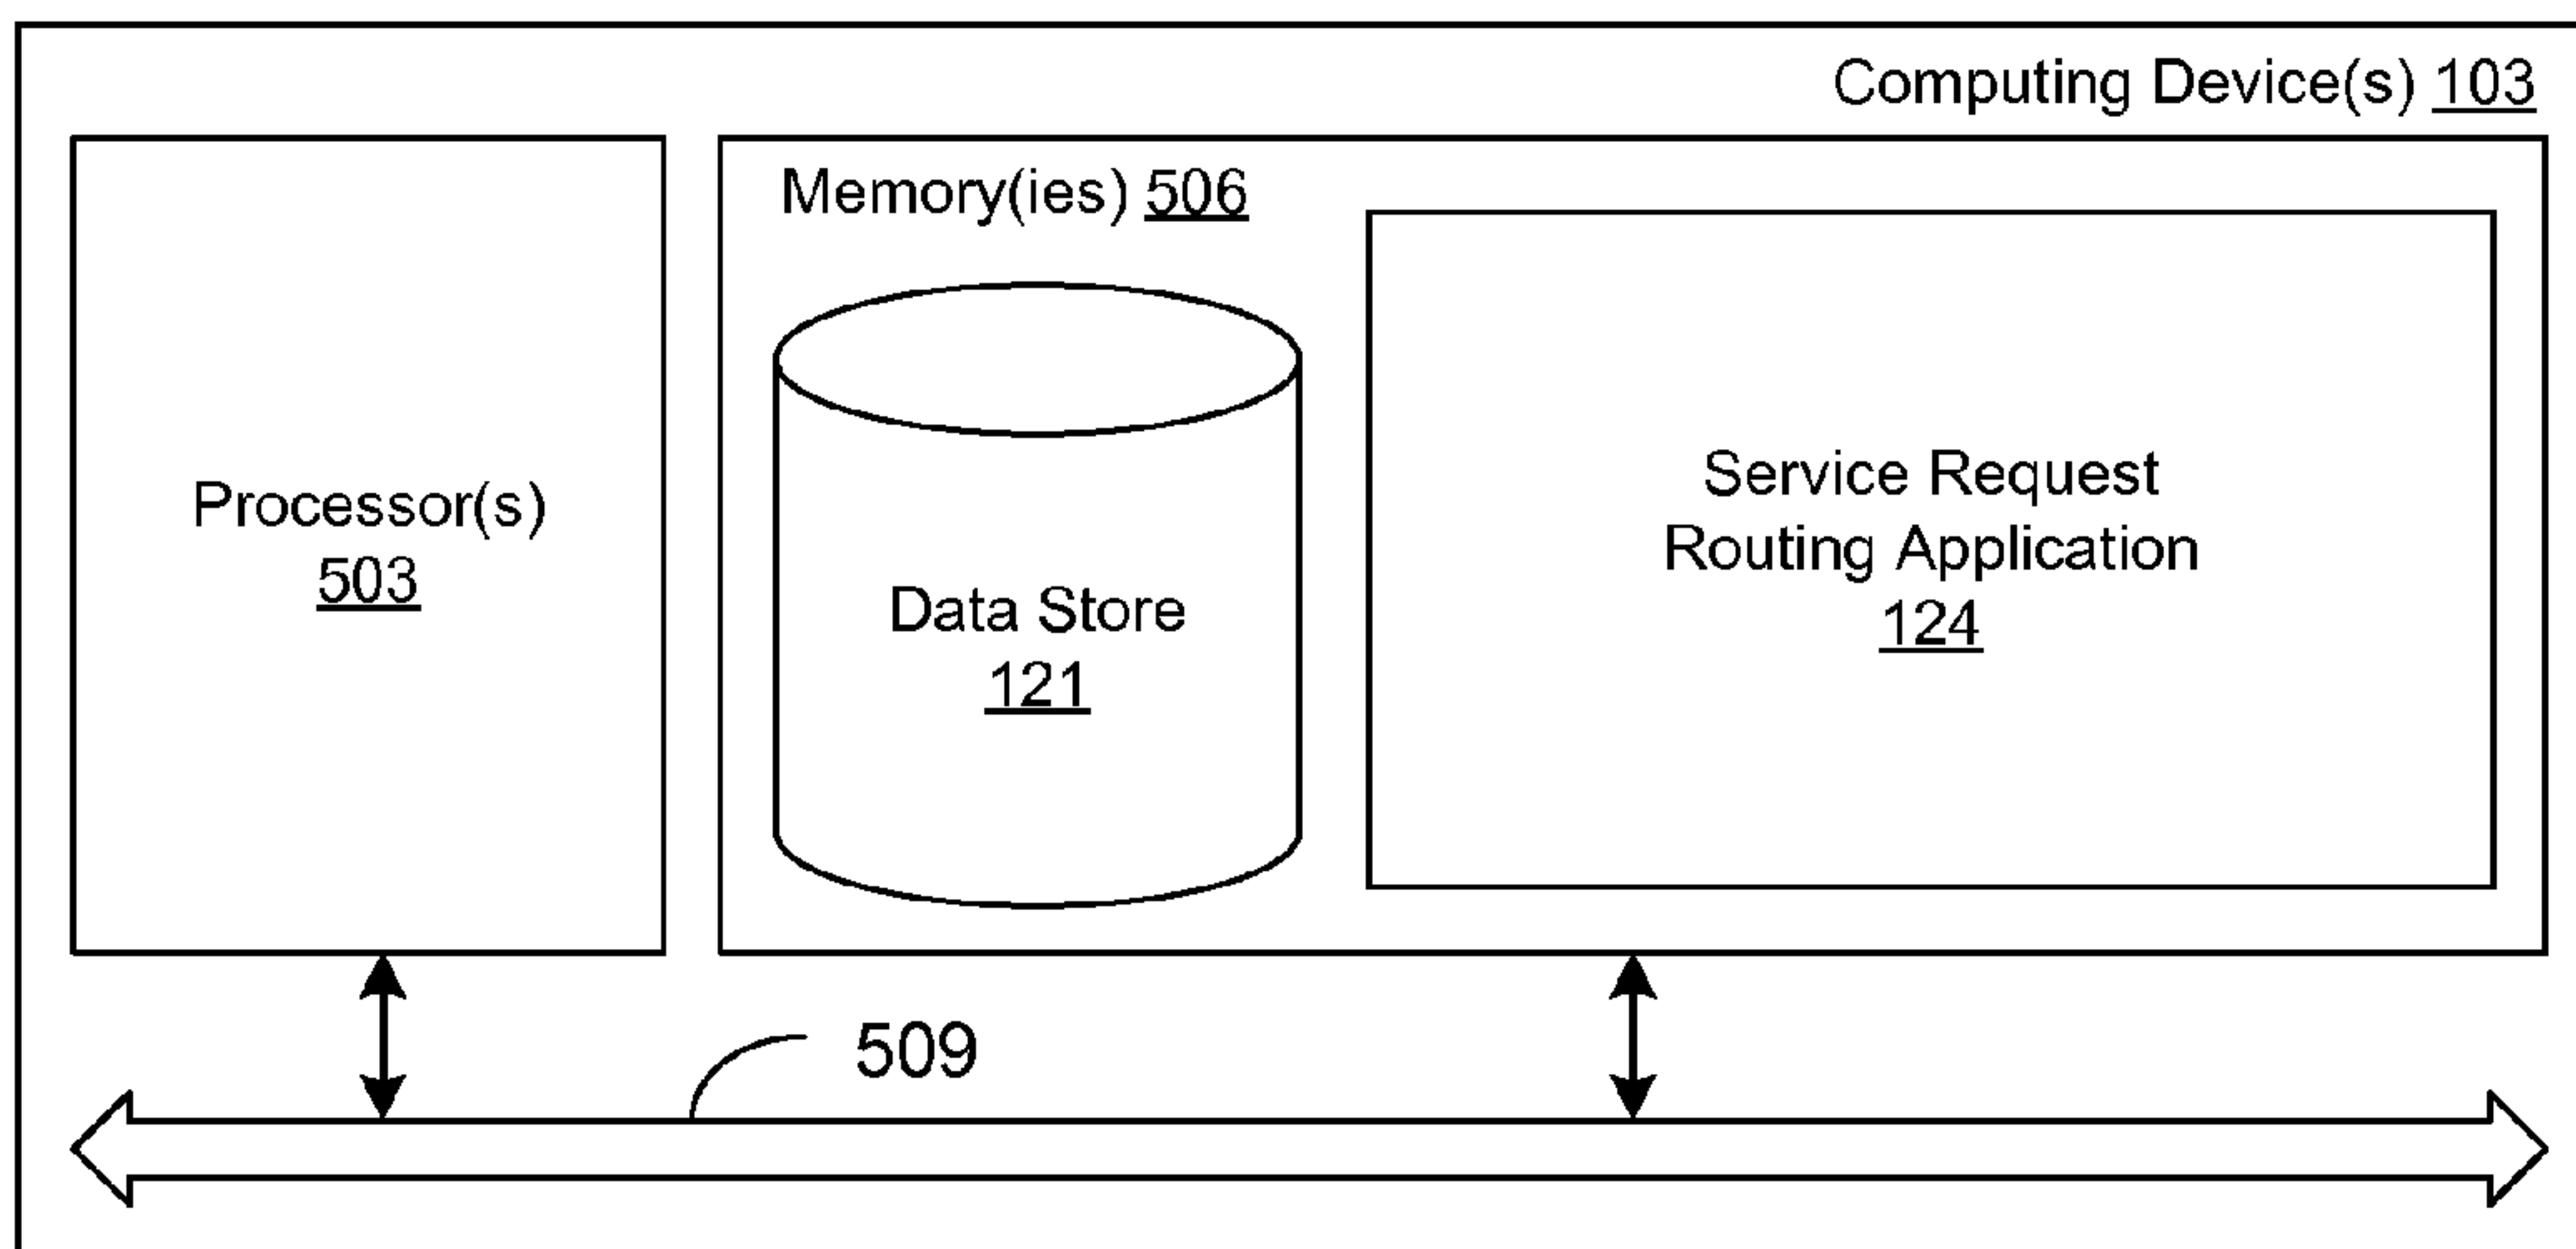 Computing Device(s) 103
Memory(ies) 506
Processor(s)
503
Data Store
121
Service Request
Routing Application
124
509